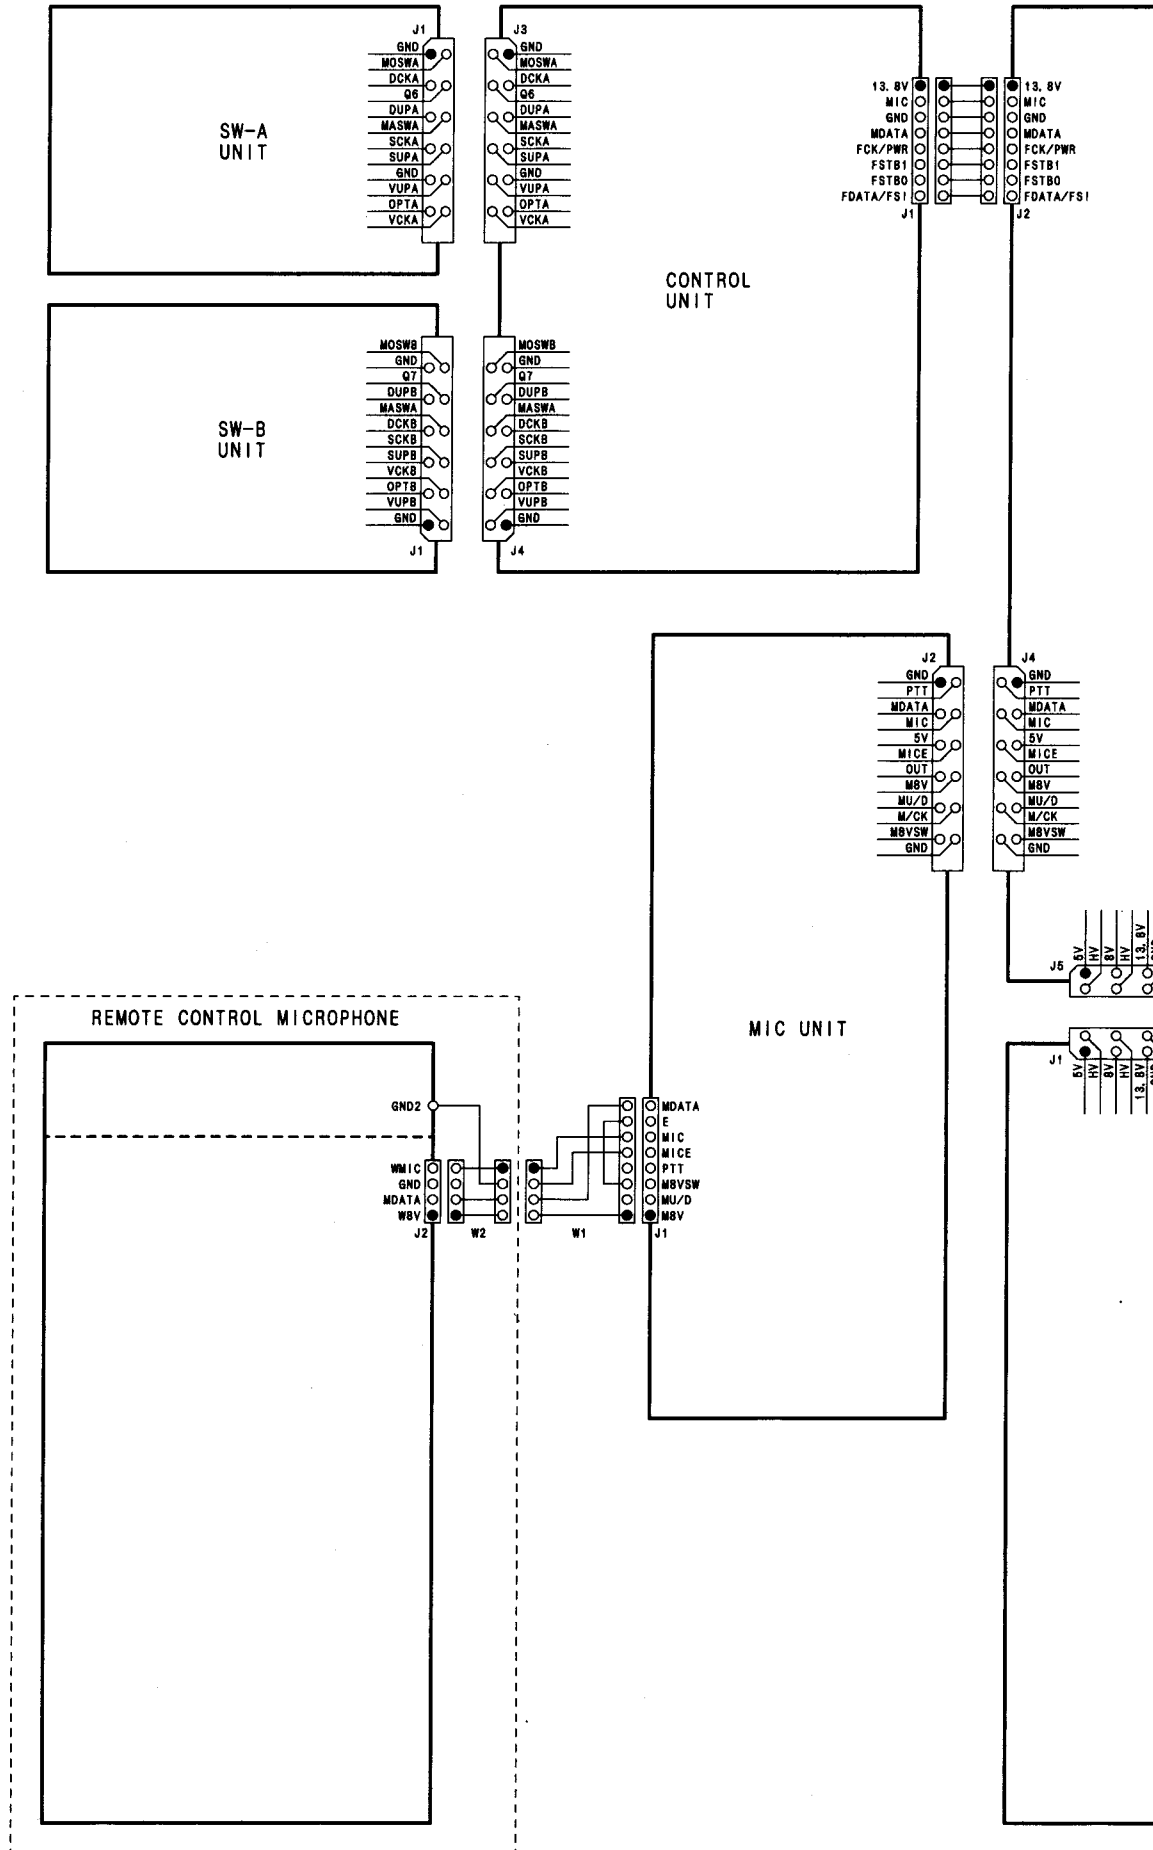 J1
GND
MOSWA
DCKA
Q6
DUPA
MASWA
SCKA
SUPA
GND
VUPA
OPTA
VCKA
SW-A
UNIT
J3
GND
MOSWA
DCKA
Q6
DUPA
MASWA
SCKA
SUPA
GND
VUPA
OPTA
VCKA
CONTROL
UNIT
13.8V
MIC
GND
MDATA
FCK/PWR
FSTB1
FSTB0
FDATA/FSI
J1
13.8V
MIC
GND
MDATA
FCK/PWR
FSTB1
FSTB0
FDATA/FSI
J2
MOSWB
GND
Q7
DUPB
MASWA
DCKB
SCKB
SUPB
VCKB
OPTB
VUPB
GND
J1
SW-B
UNIT
MOSWB
GND
Q7
DUPB
MASWA
DCKB
SCKB
SUPB
VCKB
OPTB
VUPB
GND
J4
J2
GND
PTT
MDATA
MIC
5V
MICE
OUT
M8V
MU/D
M/CK
M8VSW
GND
J4
GND
PTT
MDATA
MIC
5V
MICE
OUT
M8V
MU/D
M/CK
M8VSW
GND
J5
5V
HV
8V
HV
13.8V
MIC UNIT
J1
5V
HV
8V
HV
13.8V
REMOTE CONTROL MICROPHONE
GND2
WMIC
GND
MDATA
W8V
J2
W2
W1
MDATA
E
MIC
MICE
PTT
M8VSW
MU/D
M8V
J1